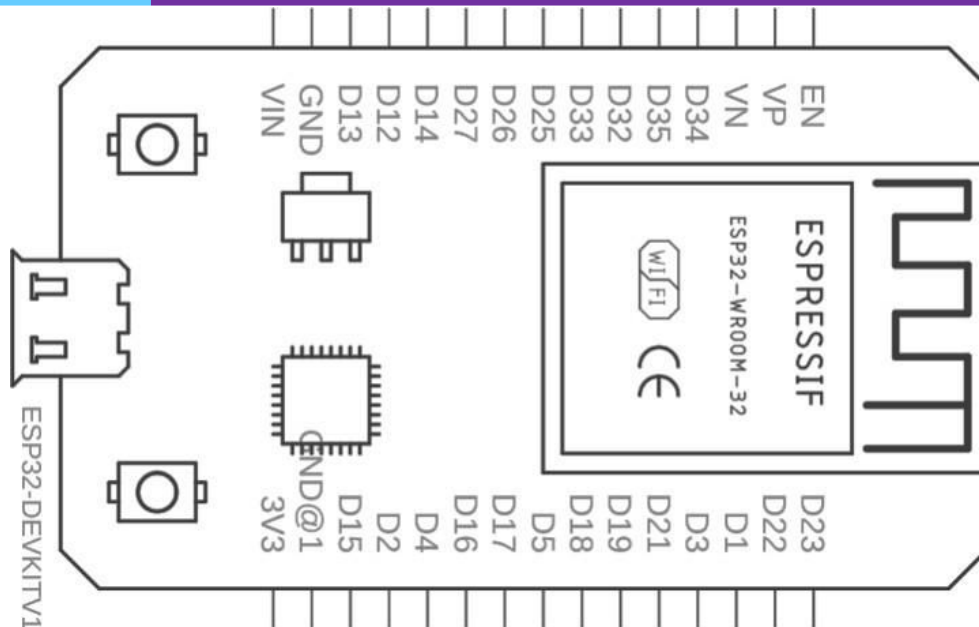 VIN
GND
D13
D12
D14
D27
D26
D25
D33
D32
D35
D34
VN
VP
EN
ESPRESSIF
ESP32-WROOM-32
WI FI
CE
ESP32-DEVKITV1
3V3
GND@1
D15
D2
D4
D16
D17
D5
D18
D19
D21
D3
D1
D22
D23